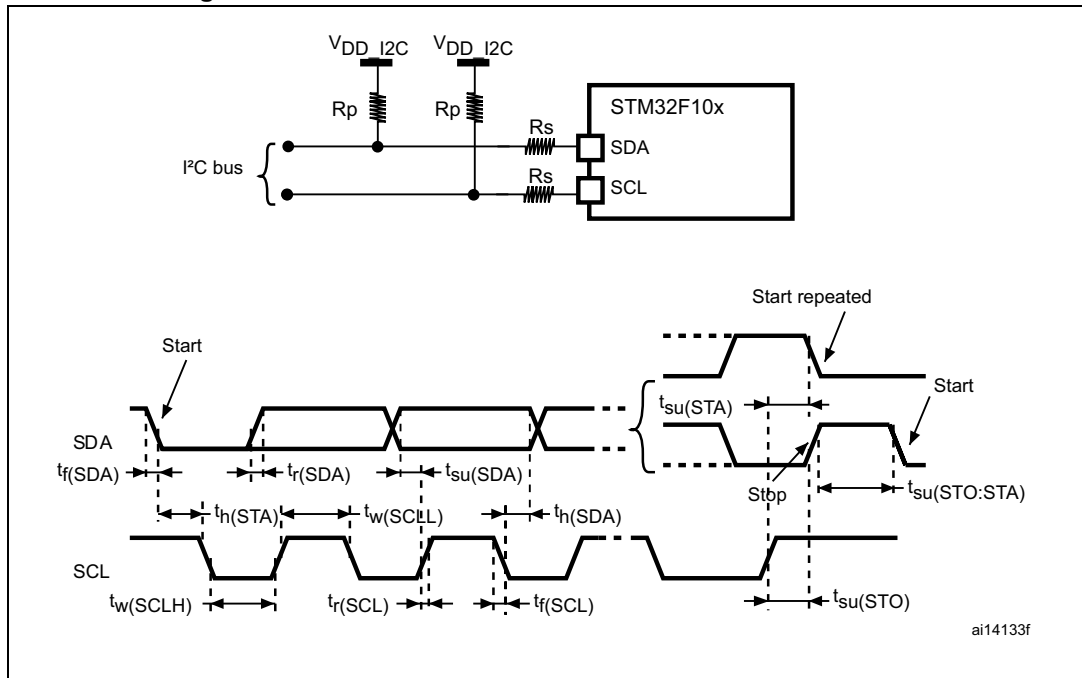 VDD_I2C VDD_I2C
Rp Rp
STM32F10x
Rs
SDA
I²C bus
Rs
SCL
Start repeated
Start
Start
tsu(STA)
SDA
tf(SDA) tr(SDA) tsu(SDA)
Stop
tsu(STO:STA)
th(STA) tw(SCLL) th(SDA)
SCL
tw(SCLH) tr(SCL) tf(SCL) tsu(STO)
ai14133f